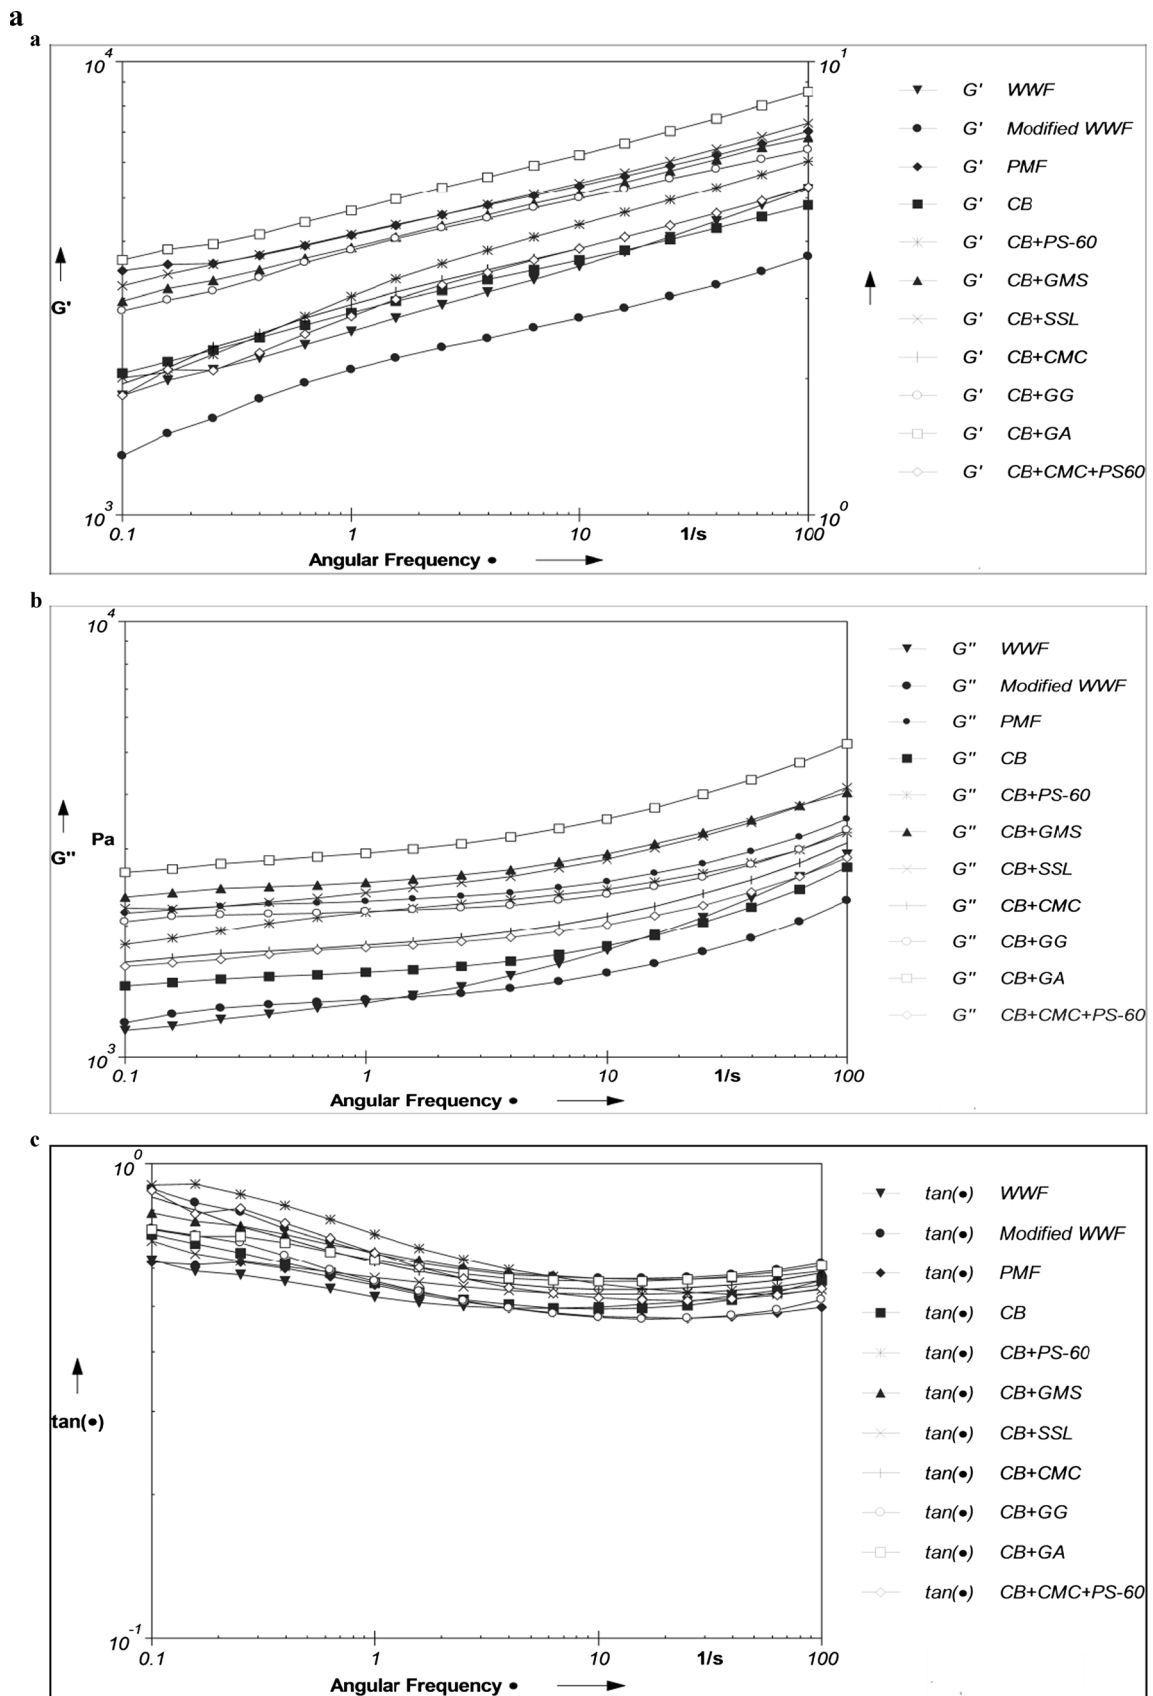 a
a
10^4
10^1
G' WWF
G' Modified WWF
G' PMF
G' CB
G' CB+PS-60
G' CB+GMS
G' CB+SSL
G' CB+CMC
G' CB+GG
G' CB+GA
G' CB+CMC+PS60
G'
10^3
10^0
0.1 1 10 1/s 100
Angular Frequency •
b
10^4
G'' WWF
G'' Modified WWF
G'' PMF
G'' CB
G'' CB+PS-60
G'' CB+GMS
G'' CB+SSL
G'' CB+CMC
G'' CB+GG
G'' CB+GA
G'' CB+CMC+PS-60
Pa
G''
10^3
0.1 1 10 1/s 100
Angular Frequency •
c
10^0
tan(•) WWF
tan(•) Modified WWF
tan(•) PMF
tan(•) CB
tan(•) CB+PS-60
tan(•) CB+GMS
tan(•) CB+SSL
tan(•) CB+CMC
tan(•) CB+GG
tan(•) CB+GA
tan(•) CB+CMC+PS-60
tan(•)
10^-1
0.1 1 10 1/s 100
Angular Frequency •